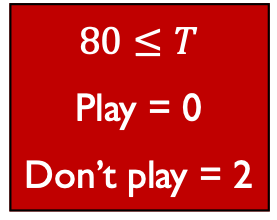 80 ≤ T
Play = 0
Don't play = 2